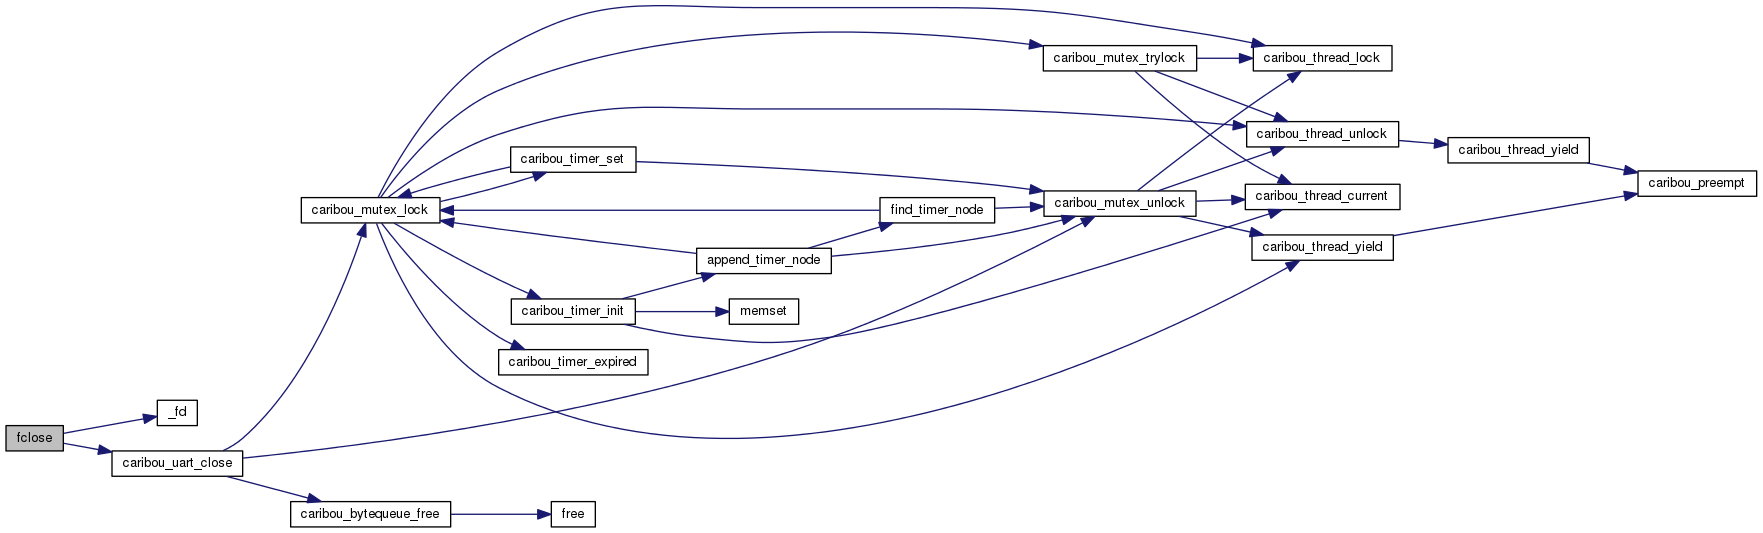 caribou_mutex_trylock
caribou_thread_lock
caribou_thread_unlock
caribou_thread_yield
caribou_timer_set
caribou_preempt
caribou_thread_current
caribou_mutex_lock
find_timer_node
caribou_mutex_unlock
caribou_thread_yield
append_timer_node
caribou_timer_init
memset
caribou_timer_expired
_fd
fclose
caribou_uart_close
caribou_bytequeue_free
free